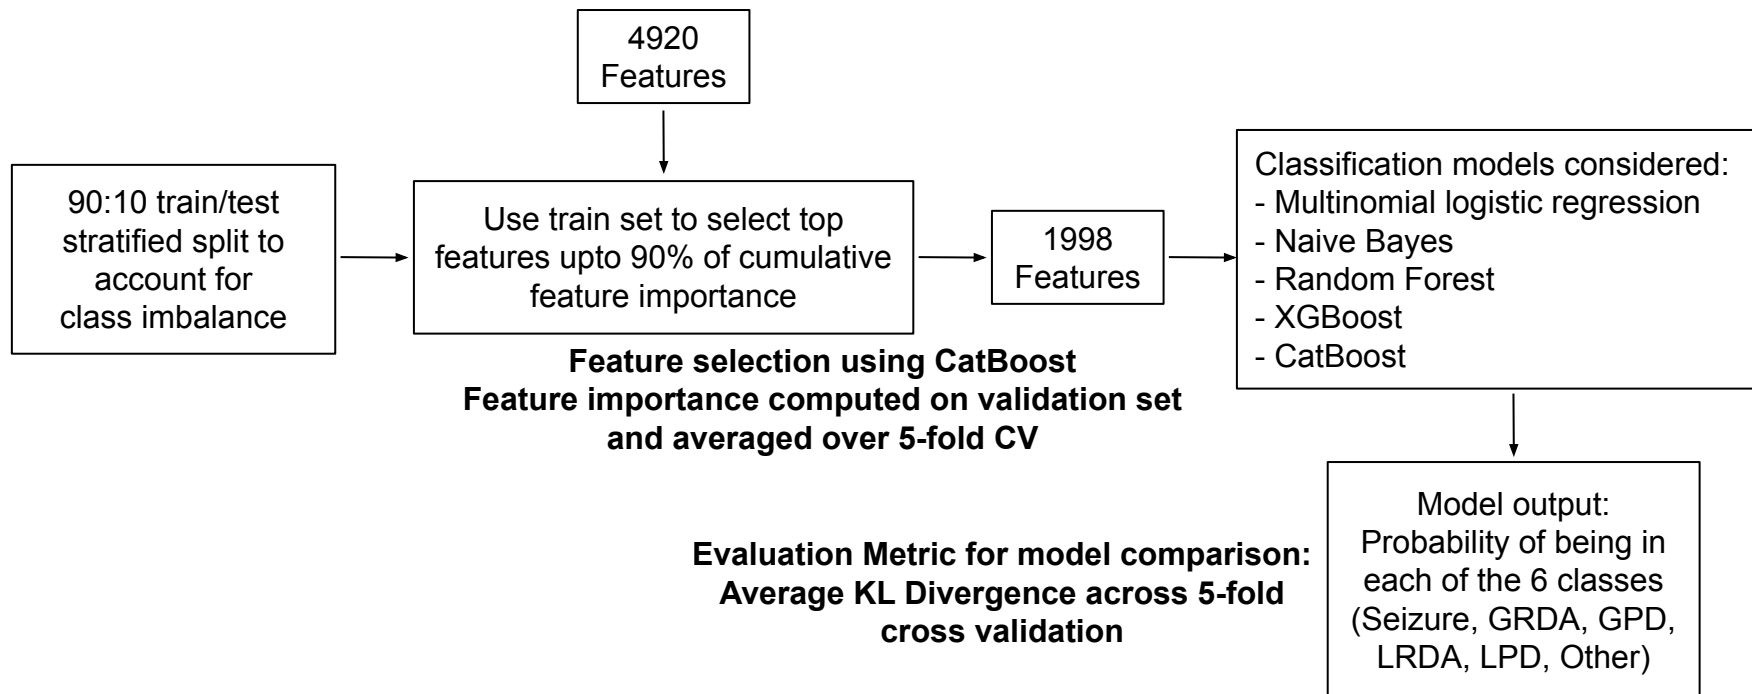 4920
Features
90:10 train/test
stratified split to
account for
class imbalance
Use train set to select top
features upto 90% of cumulative
feature importance
1998
Features
Classification models considered:
- Multinomial logistic regression
- Naive Bayes
- Random Forest
- XGBoost
- CatBoost
Feature selection using CatBoost
Feature importance computed on validation set
and averaged over 5-fold CV
Evaluation Metric for model comparison:
Average KL Divergence across 5-fold
cross validation
Model output:
Probability of being in
each of the 6 classes
(Seizure, GRDA, GPD,
LRDA, LPD, Other)